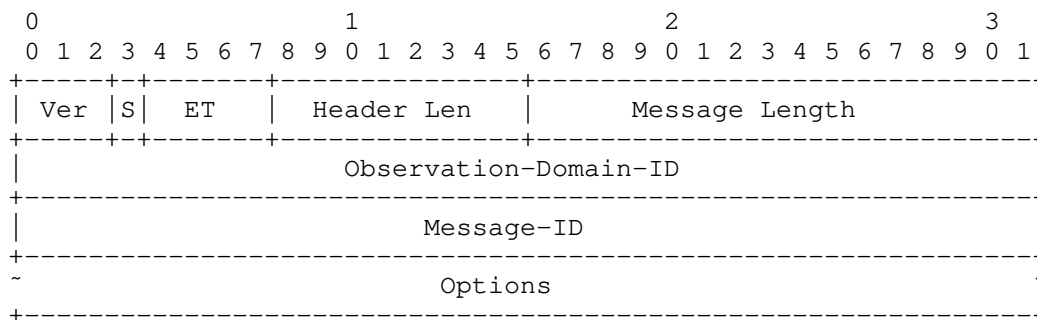 0                   1                   2                   3
0 1 2 3 4 5 6 7 8 9 0 1 2 3 4 5 6 7 8 9 0 1 2 3 4 5 6 7 8 9 0 1
+-----+-+-------+---------------+-------------------------------
| Ver |S|  ET   |  Header Len   |      Message Length
+-----+-+-------+---------------+-------------------------------
|                    Observation-Domain-ID
+---------------------------------------------------------------
|                         Message-ID
+---------------------------------------------------------------
~                          Options                              ~
+---------------------------------------------------------------